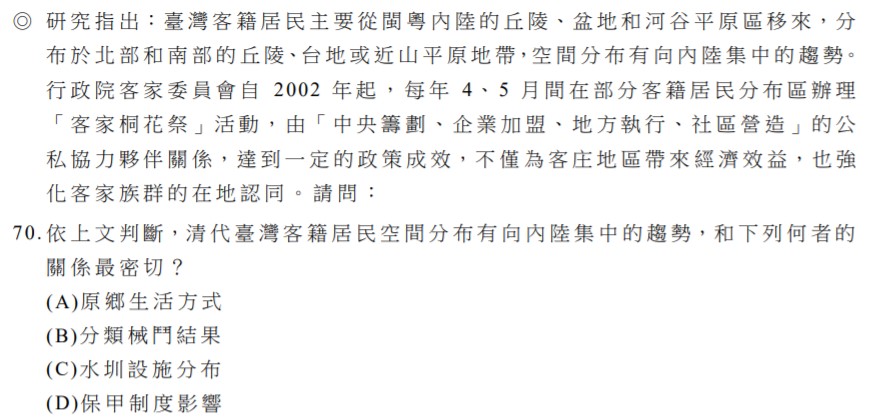 ◎ 研究指出：臺灣客籍居民主要從閩粵內陸的丘陵、盆地和河谷平原區移來，分
布於北部和南部的丘陵、台地或近山平原地帶，空間分布有向內陸集中的趨勢。
行政院客家委員會自 2002 年起，每年 4、5 月間在部分客籍居民分布區辦理
「客家桐花祭」活動，由「中央籌劃、企業加盟、地方執行、社區營造」的公
私協力夥伴關係，達到一定的政策成效，不僅為客庄地區帶來經濟效益，也強
化客家族群的在地認同。請問：
70.依上文判斷，清代臺灣客籍居民空間分布有向內陸集中的趨勢，和下列何者的
關係最密切？
(A)原鄉生活方式
(B)分類械鬥結果
(C)水圳設施分布
(D)保甲制度影響